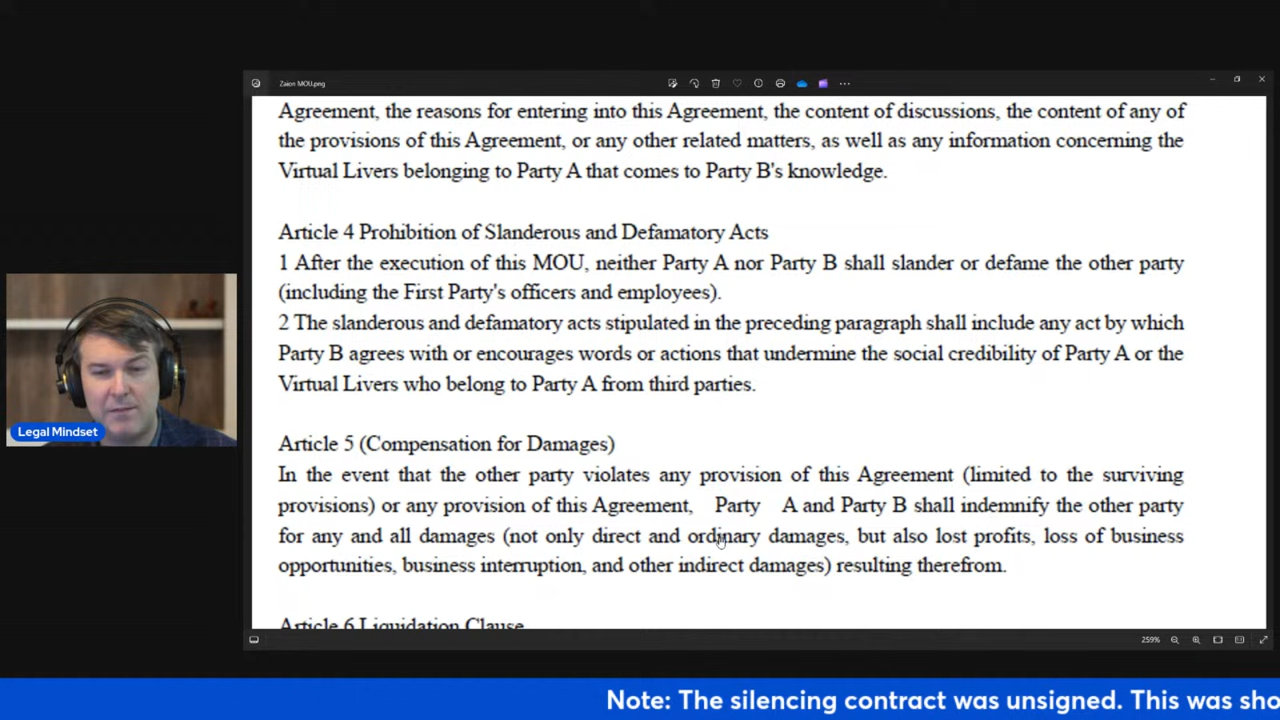 Zaion MOU.png
Agreement, the reasons for entering into this Agreement, the content of discussions, the content of any of
the provisions of this Agreement, or any other related matters, as well as any information concerning the
Virtual Livers belonging to Party A that comes to Party B's knowledge.
Article 4 Prohibition of Slanderous and Defamatory Acts
1 After the execution of this MOU, neither Party A nor Party B shall slander or defame the other party
(including the First Party's officers and employees).
2 The slanderous and defamatory acts stipulated in the preceding paragraph shall include any act by which
Party B agrees with or encourages words or actions that undermine the social credibility of Party A or the
Virtual Livers who belong to Party A from third parties.
Article 5 (Compensation for Damages)
In the event that the other party violates any provision of this Agreement (limited to the surviving
provisions) or any provision of this Agreement, Party A and Party B shall indemnify the other party
for any and all damages (not only direct and ordinary damages, but also lost profits, loss of business
opportunities, business interruption, and other indirect damages) resulting therefrom.
Article 6 Liquidation Clause
Legal Mindset
259%
Note: The silencing contract was unsigned. This was sho